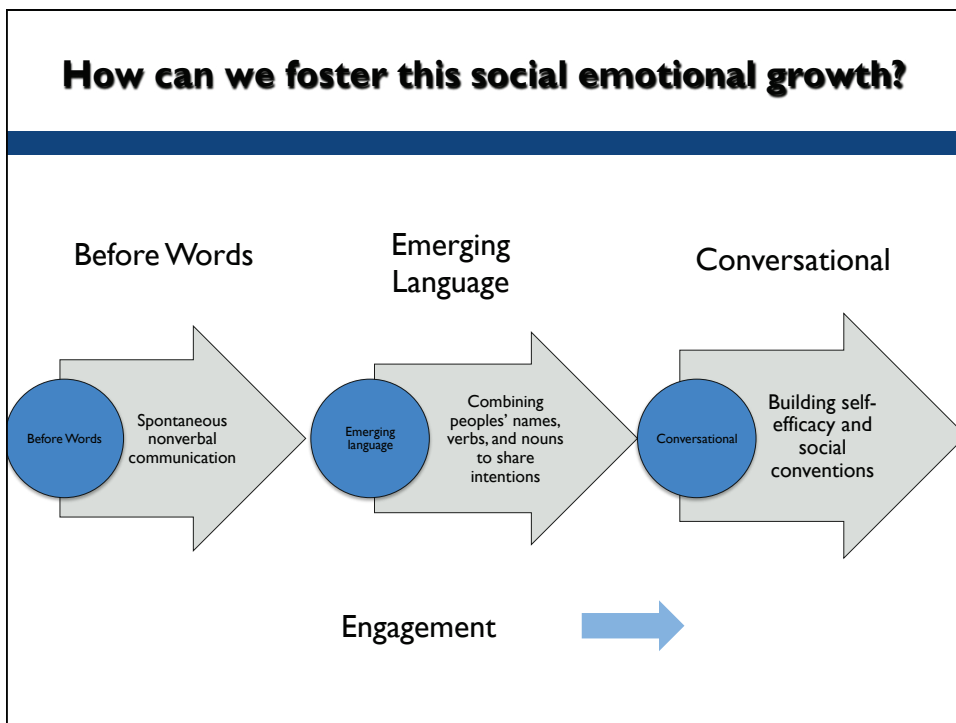 How can we foster this social emotional growth?
Before Words
Emerging
Language
Conversational
Before Words
Spontaneous
nonverbal
communication
Emerging
language
Combining
peoples’ names,
verbs, and nouns
to share
intentions
Conversational
Building self-
efficacy and
social
conventions
Engagement